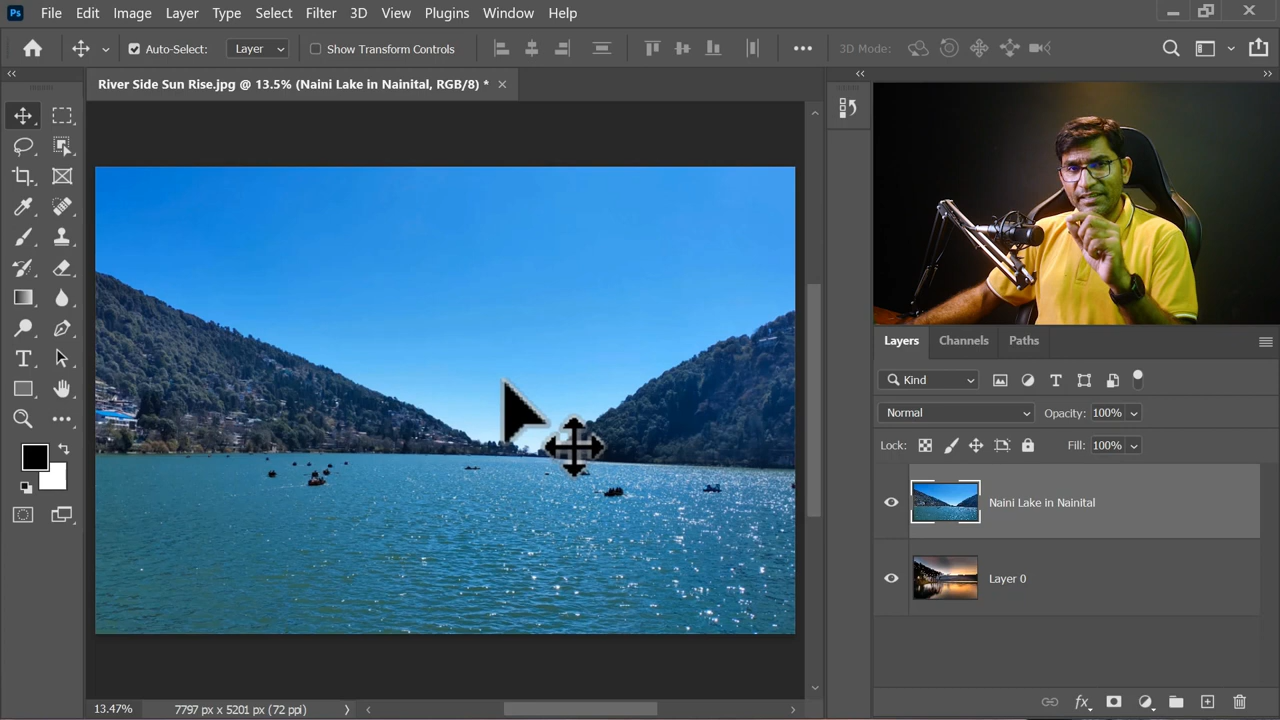 Ps File Edit Image Layer Type Select Filter 3D View Plugins Window Help
Auto-Select: Layer Show Transform Controls 3D Mode:
River Side Sun Rise.jpg @ 13.5% (Naini Lake in Nainital, RGB/8) *
Layers Channels Paths
Kind
Normal Opacity: 100%
Lock: Fill: 100%
Naini Lake in Nainital
Layer 0
13.47% 7797 px x 5201 px (72 ppi)